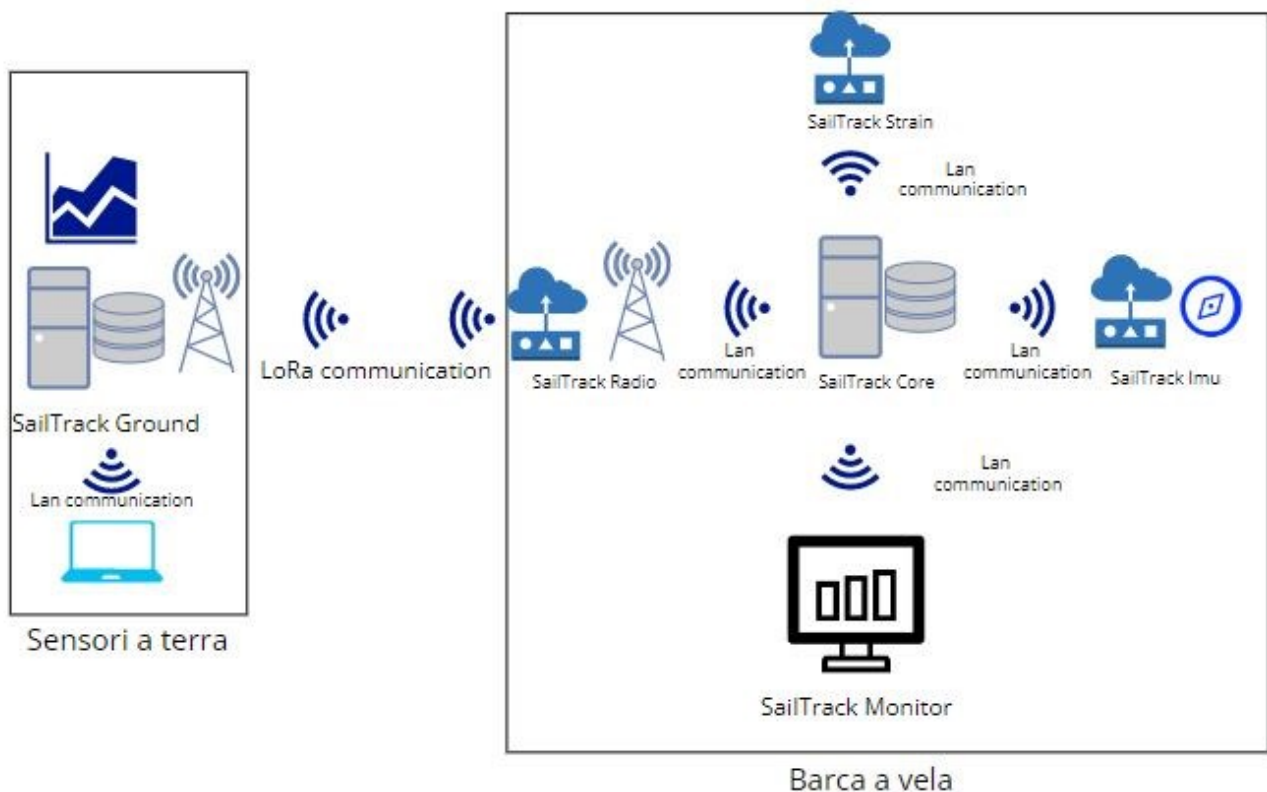 SailTrack Strain
Lan
communication
LoRa communication
SailTrack Radio
Lan
communication
SailTrack Core
Lan
communication
SailTrack Imu
SailTrack Ground
Lan communication
Lan
communication
Sensori a terra
SailTrack Monitor
Barca a vela